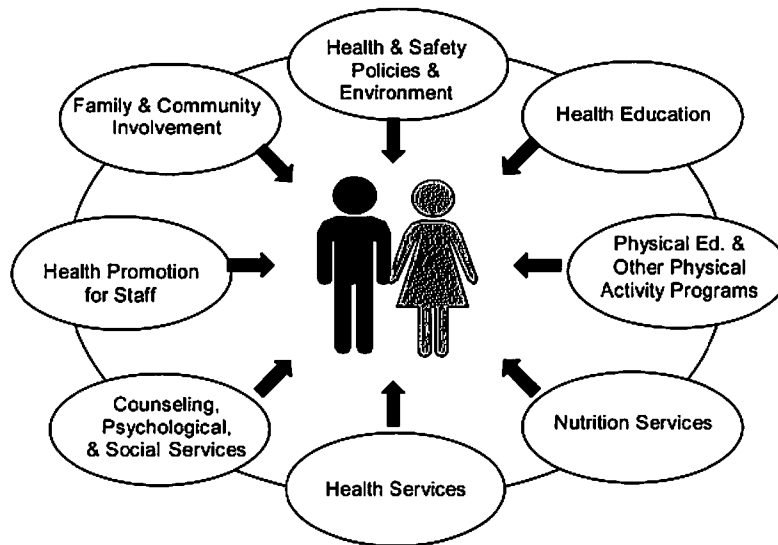 Health & Safety
Policies &
Environment
Health Education
Physical Ed. &
Other Physical
Activity Programs
Nutrition Services
Health Services
Counseling,
Psychological,
& Social Services
Health Promotion
for Staff
Family & Community
Involvement